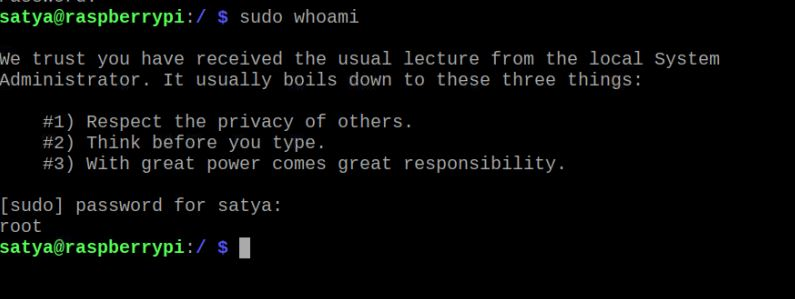 satya@raspberrypi:/ $ sudo whoami
We trust you have received the usual lecture from the local System
Administrator. It usually boils down to these three things:
#1) Respect the privacy of others.
#2) Think before you type.
#3) With great power comes great responsibility.
[sudo] password for satya:
root
satya@raspberrypi:/ $